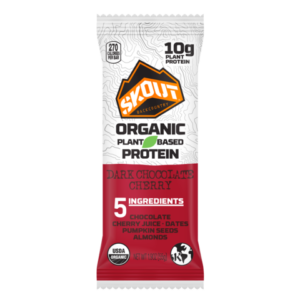 270
CALORIES
PER BAR
10g
PLANT
PROTEIN
SKOUT
BACKCOUNTRY
ORGANIC
PLANT BASED
PROTEIN
DARK CHOCOLATE
CHERRY
5 INGREDIENTS
CHOCOLATE
CHERRY JUICE · DATES
PUMPKIN SEEDS
ALMONDS
USDA
ORGANIC
K